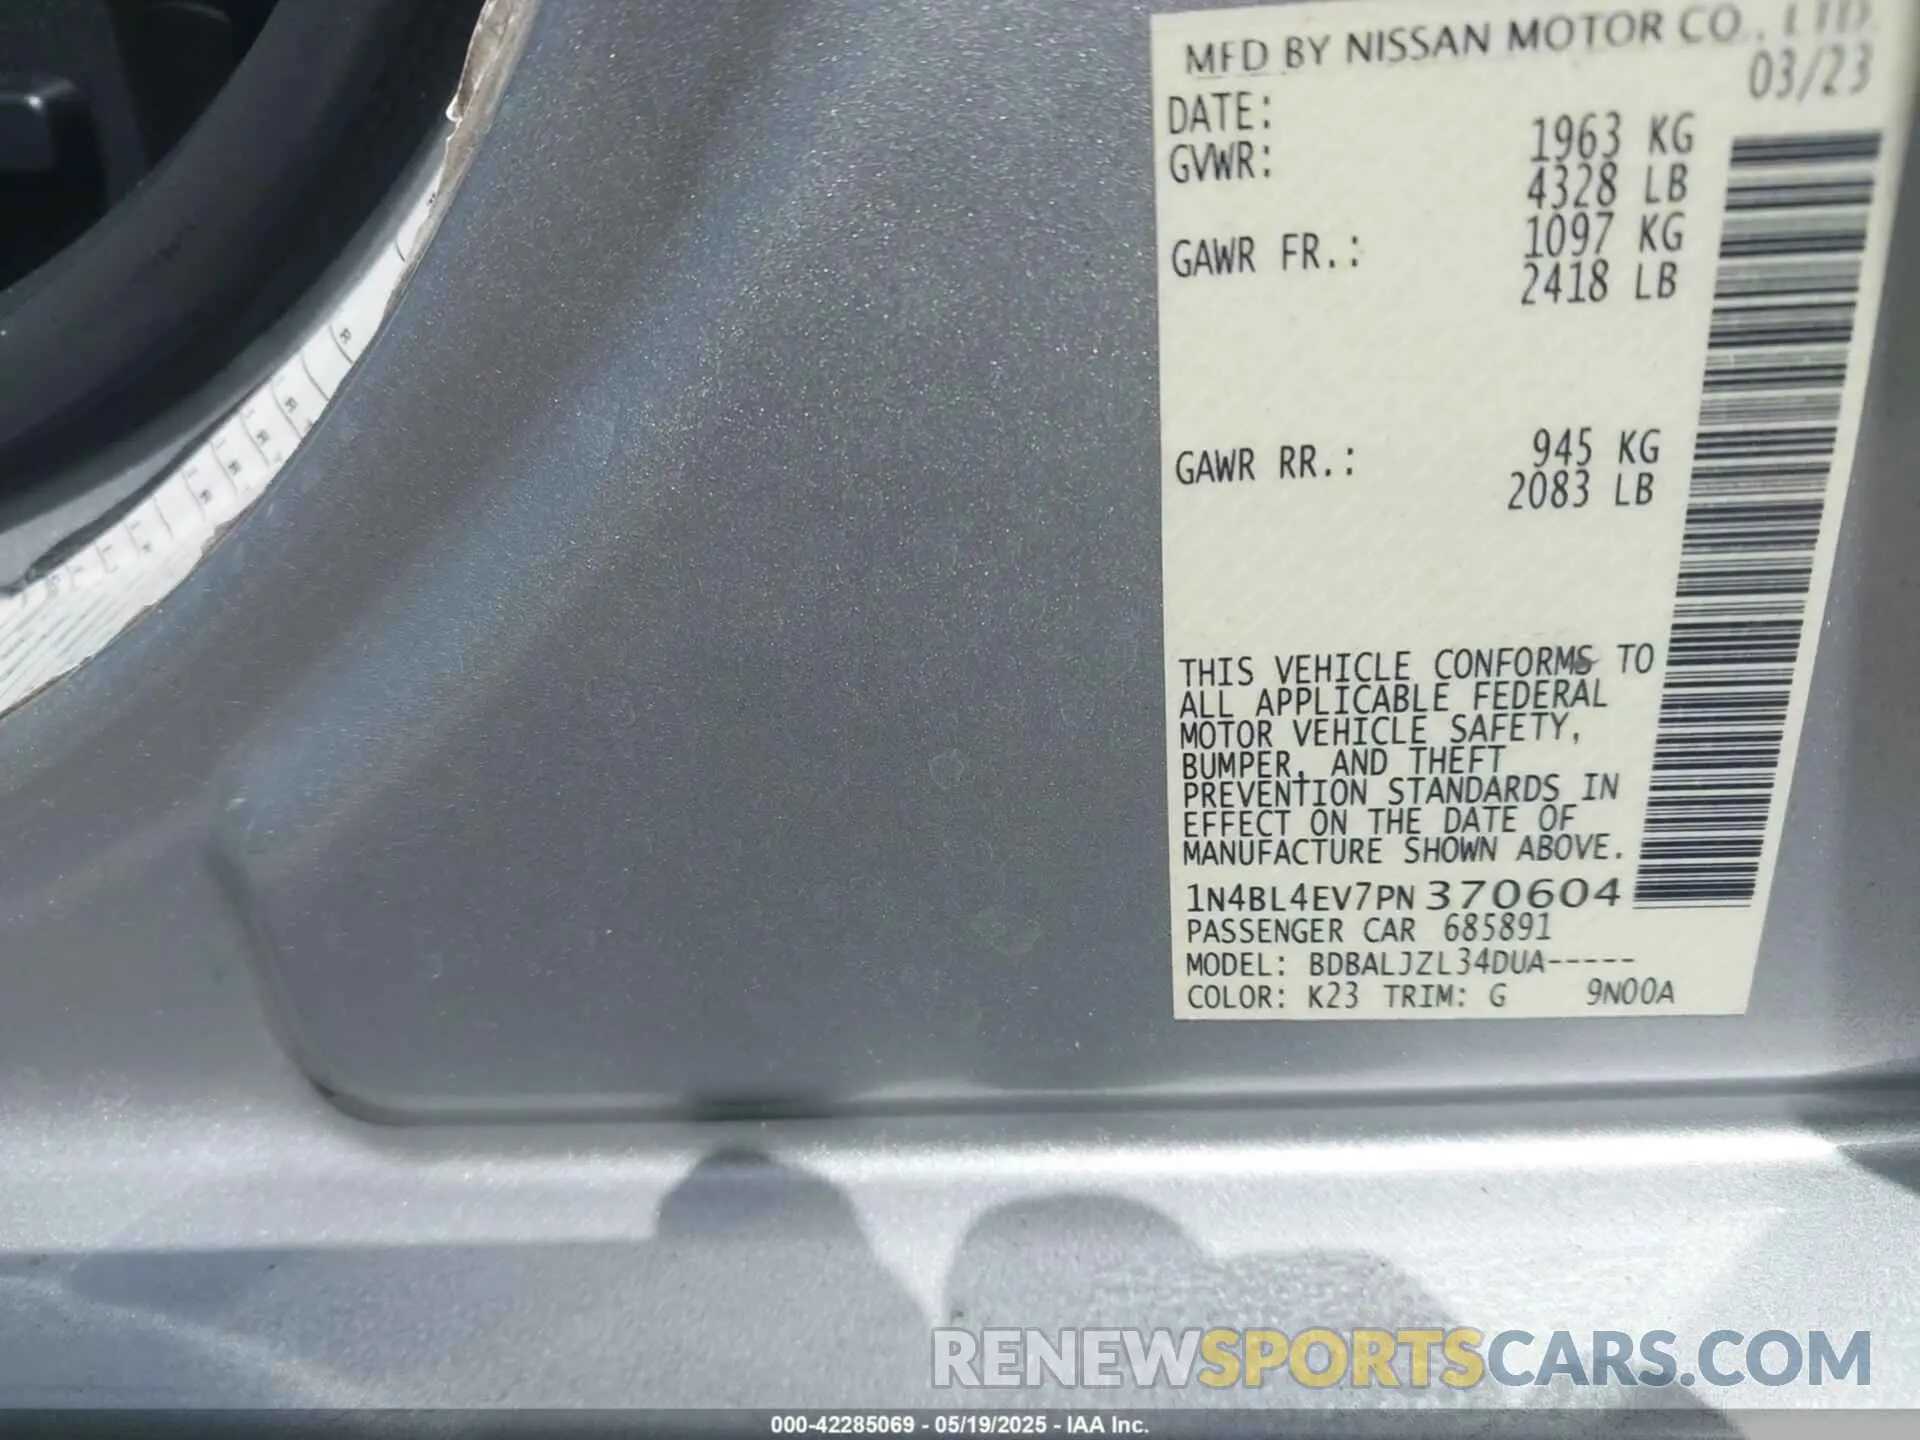 MFD BY NISSAN MOTOR CO., LTD.
DATE: 03/23
GVWR: 1963 KG
4328 LB
GAWR FR.: 1097 KG
2418 LB
GAWR RR.: 945 KG
2083 LB
THIS VEHICLE CONFORMS TO
ALL APPLICABLE FEDERAL
MOTOR VEHICLE SAFETY,
BUMPER, AND THEFT
PREVENTION STANDARDS IN
EFFECT ON THE DATE OF
MANUFACTURE SHOWN ABOVE.
1N4BL4EV7PN370604
PASSENGER CAR 685891
MODEL: BDBALJZL34DUA-----
COLOR: K23 TRIM: G 9N00A
RENEWSPORTSCARS.COM
000-42285069 - 05/19/2025 - IAA Inc.